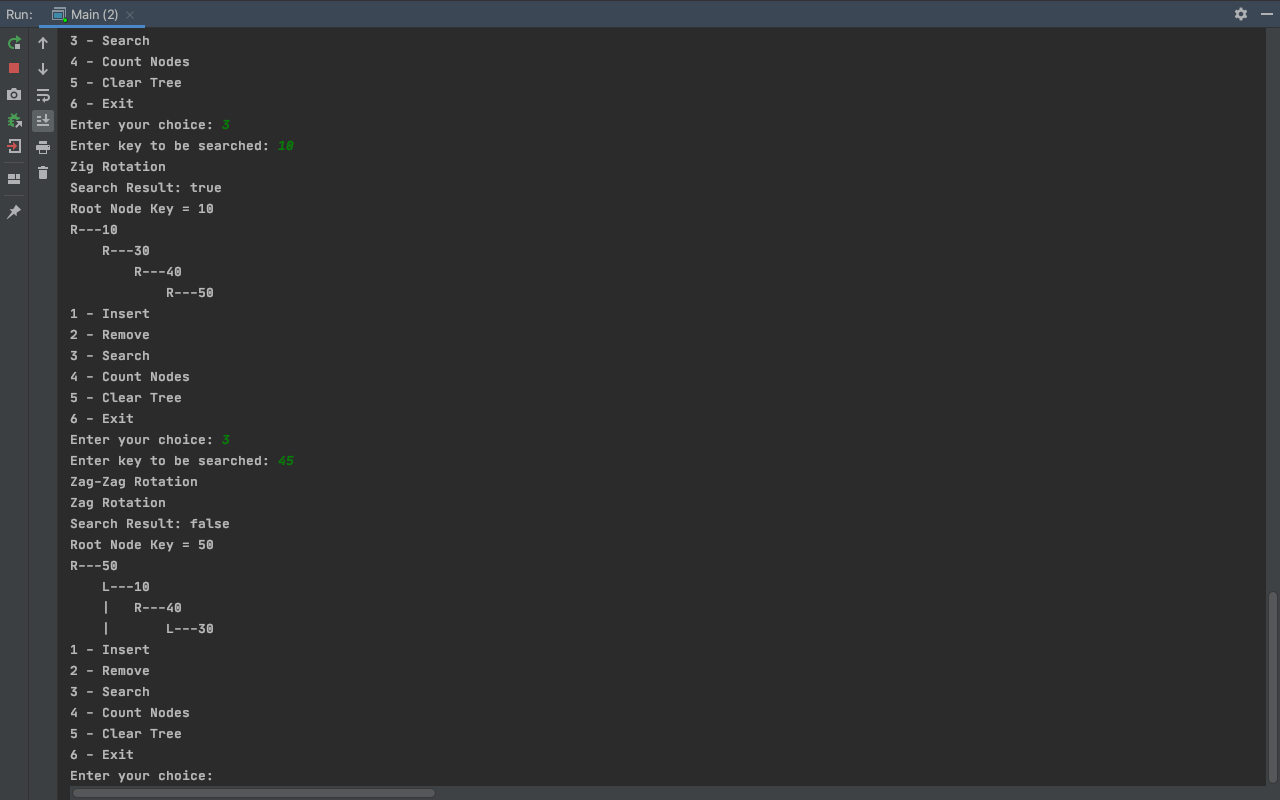 Run: Main (2)
3 - Search
4 - Count Nodes
5 - Clear Tree
6 - Exit
Enter your choice: 3
Enter key to be searched: 10
Zig Rotation
Search Result: true
Root Node Key = 10
R---10
    R---30
        R---40
            R---50
1 - Insert
2 - Remove
3 - Search
4 - Count Nodes
5 - Clear Tree
6 - Exit
Enter your choice: 3
Enter key to be searched: 45
Zag-Zag Rotation
Zag Rotation
Search Result: false
Root Node Key = 50
R---50
    L---10
    |   R---40
    |       L---30
1 - Insert
2 - Remove
3 - Search
4 - Count Nodes
5 - Clear Tree
6 - Exit
Enter your choice: